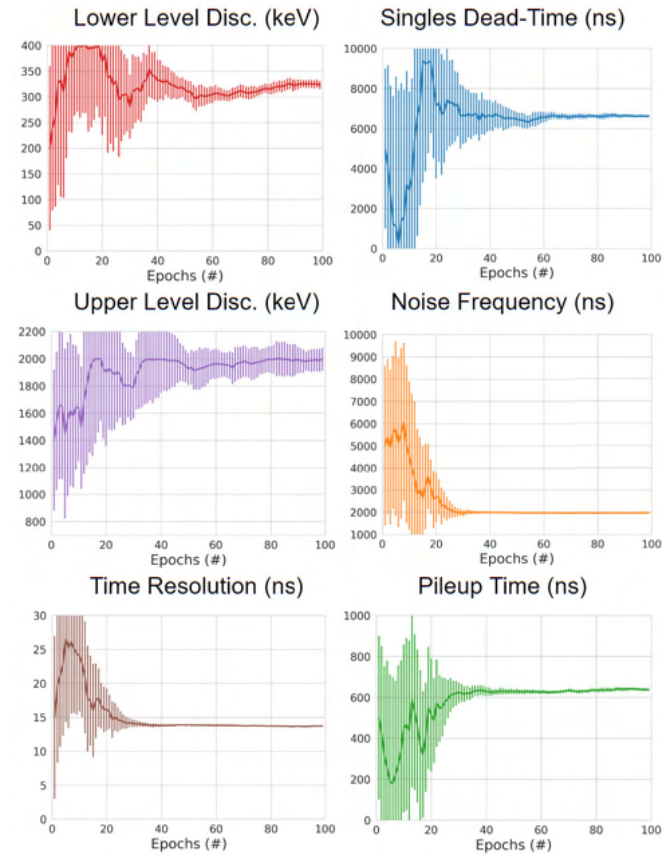 Lower Level Disc. (keV)
400
350
300
250
200
150
100
50
0
0 20 40 60 80 100
Epochs (#)
Singles Dead-Time (ns)
10000
8000
6000
4000
2000
0
0 20 40 60 80 100
Epochs (#)
Upper Level Disc. (keV)
2200
2000
1800
1600
1400
1200
1000
800
0 20 40 60 80 100
Epochs (#)
Noise Frequency (ns)
10000
9000
8000
7000
6000
5000
4000
3000
2000
1000
0 20 40 60 80 100
Epochs (#)
Time Resolution (ns)
30
25
20
15
10
5
0
0 20 40 60 80 100
Epochs (#)
Pileup Time (ns)
1000
800
600
400
200
0
0 20 40 60 80 100
Epochs (#)